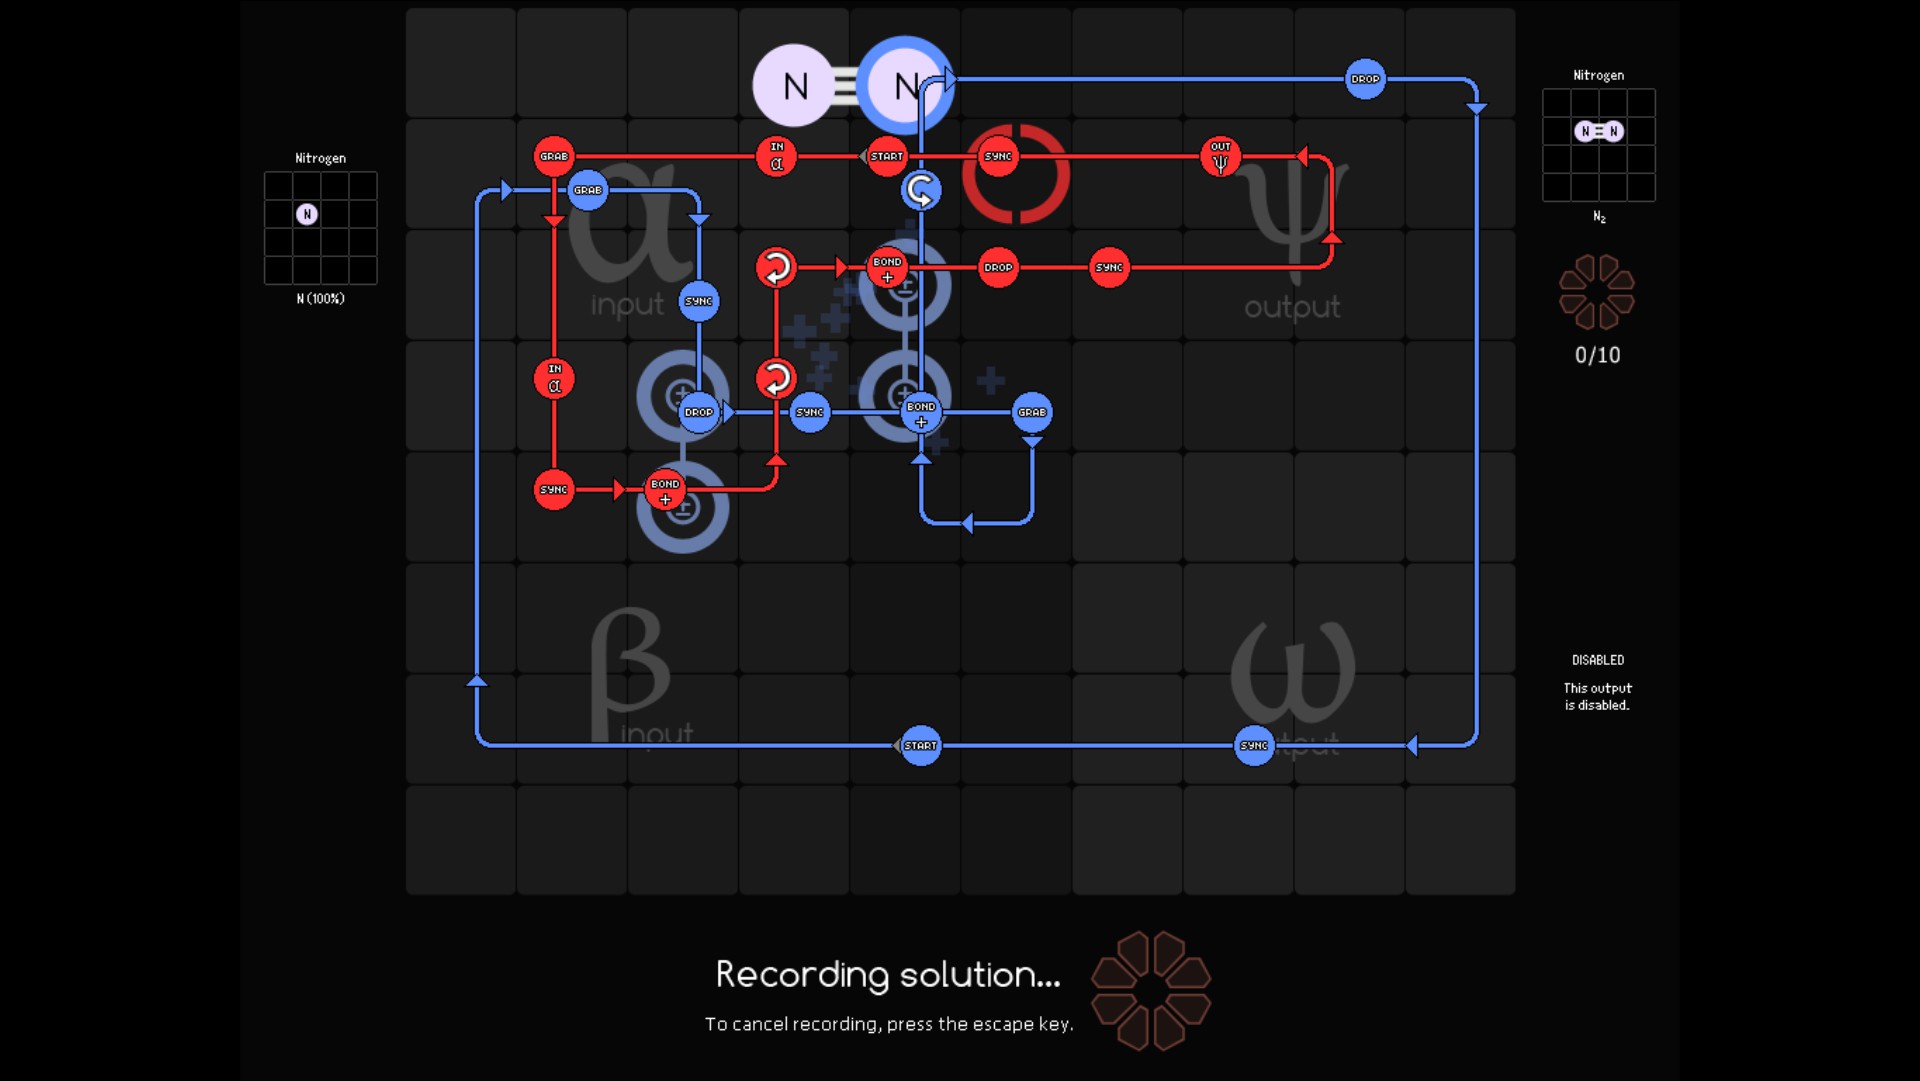 N
N
DROP
Nitrogen
N N
N₂
0/10
Nitrogen
N
N (100%)
GRAB
IN
α
START
SYNC
OUT
ψ
GRAB
α
input
ψ
output
BOND
+
DROP
SYNC
SYNC
IN
α
DROP
SYNC
BOND
+
GRAB
SYNC
BOND
+
β
input
ω
output
DISABLED
This output
is disabled.
START
SYNC
Recording solution...
To cancel recording, press the escape key.